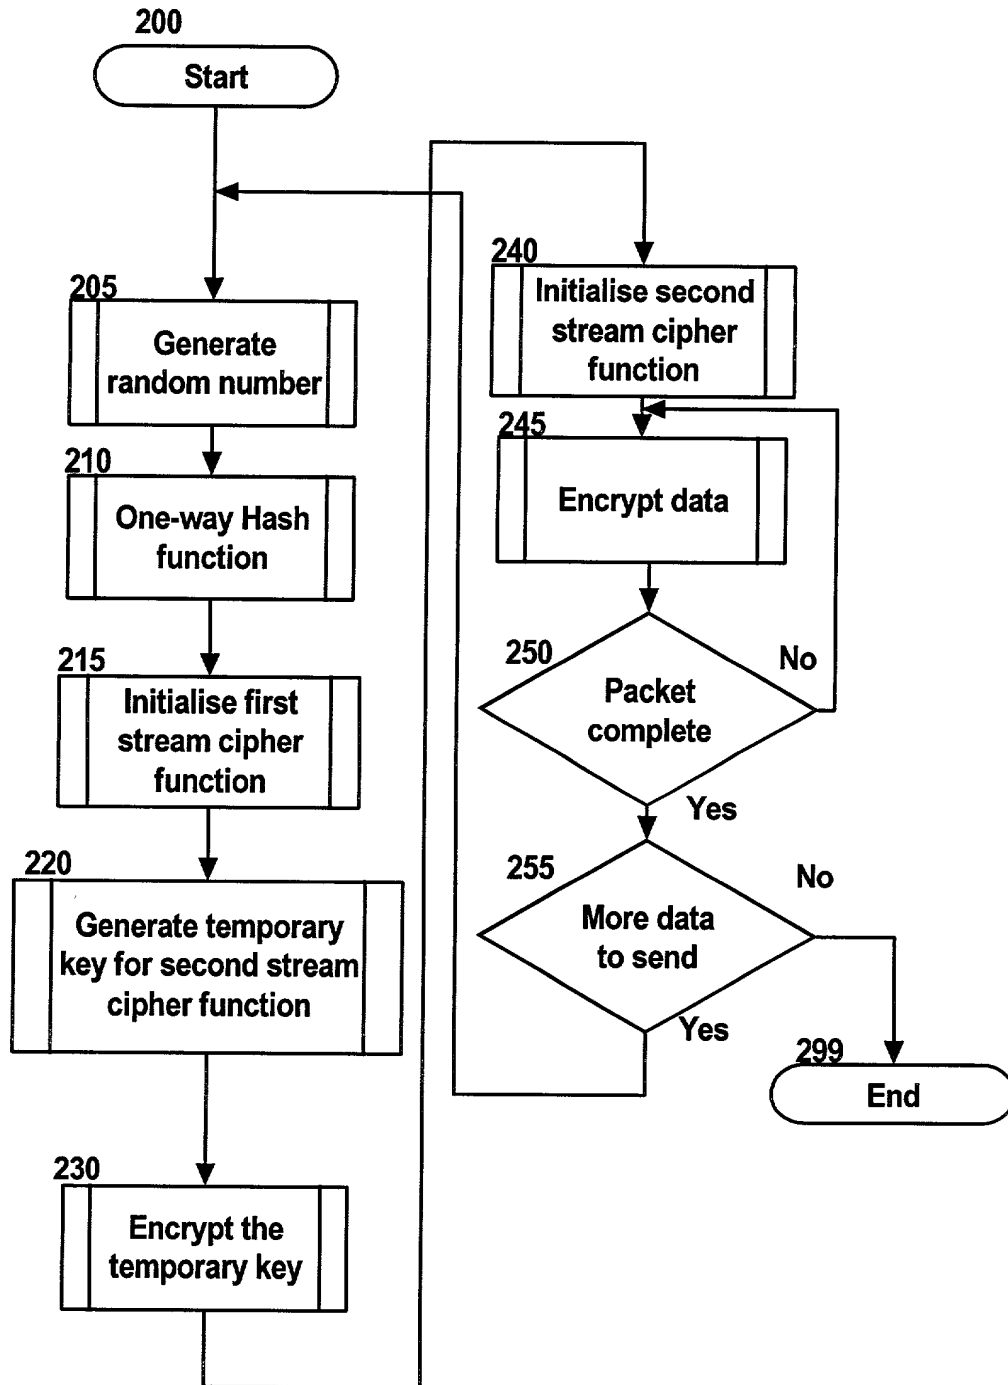 200
Start
205
Generate
random number
210
One-way Hash
function
215
Initialise first
stream cipher
function
220
Generate temporary
key for second stream
cipher function
230
Encrypt the
temporary key
240
Initialise second
stream cipher
function
245
Encrypt data
250
No
Packet
complete
Yes
255
No
More data
to send
Yes
299
End